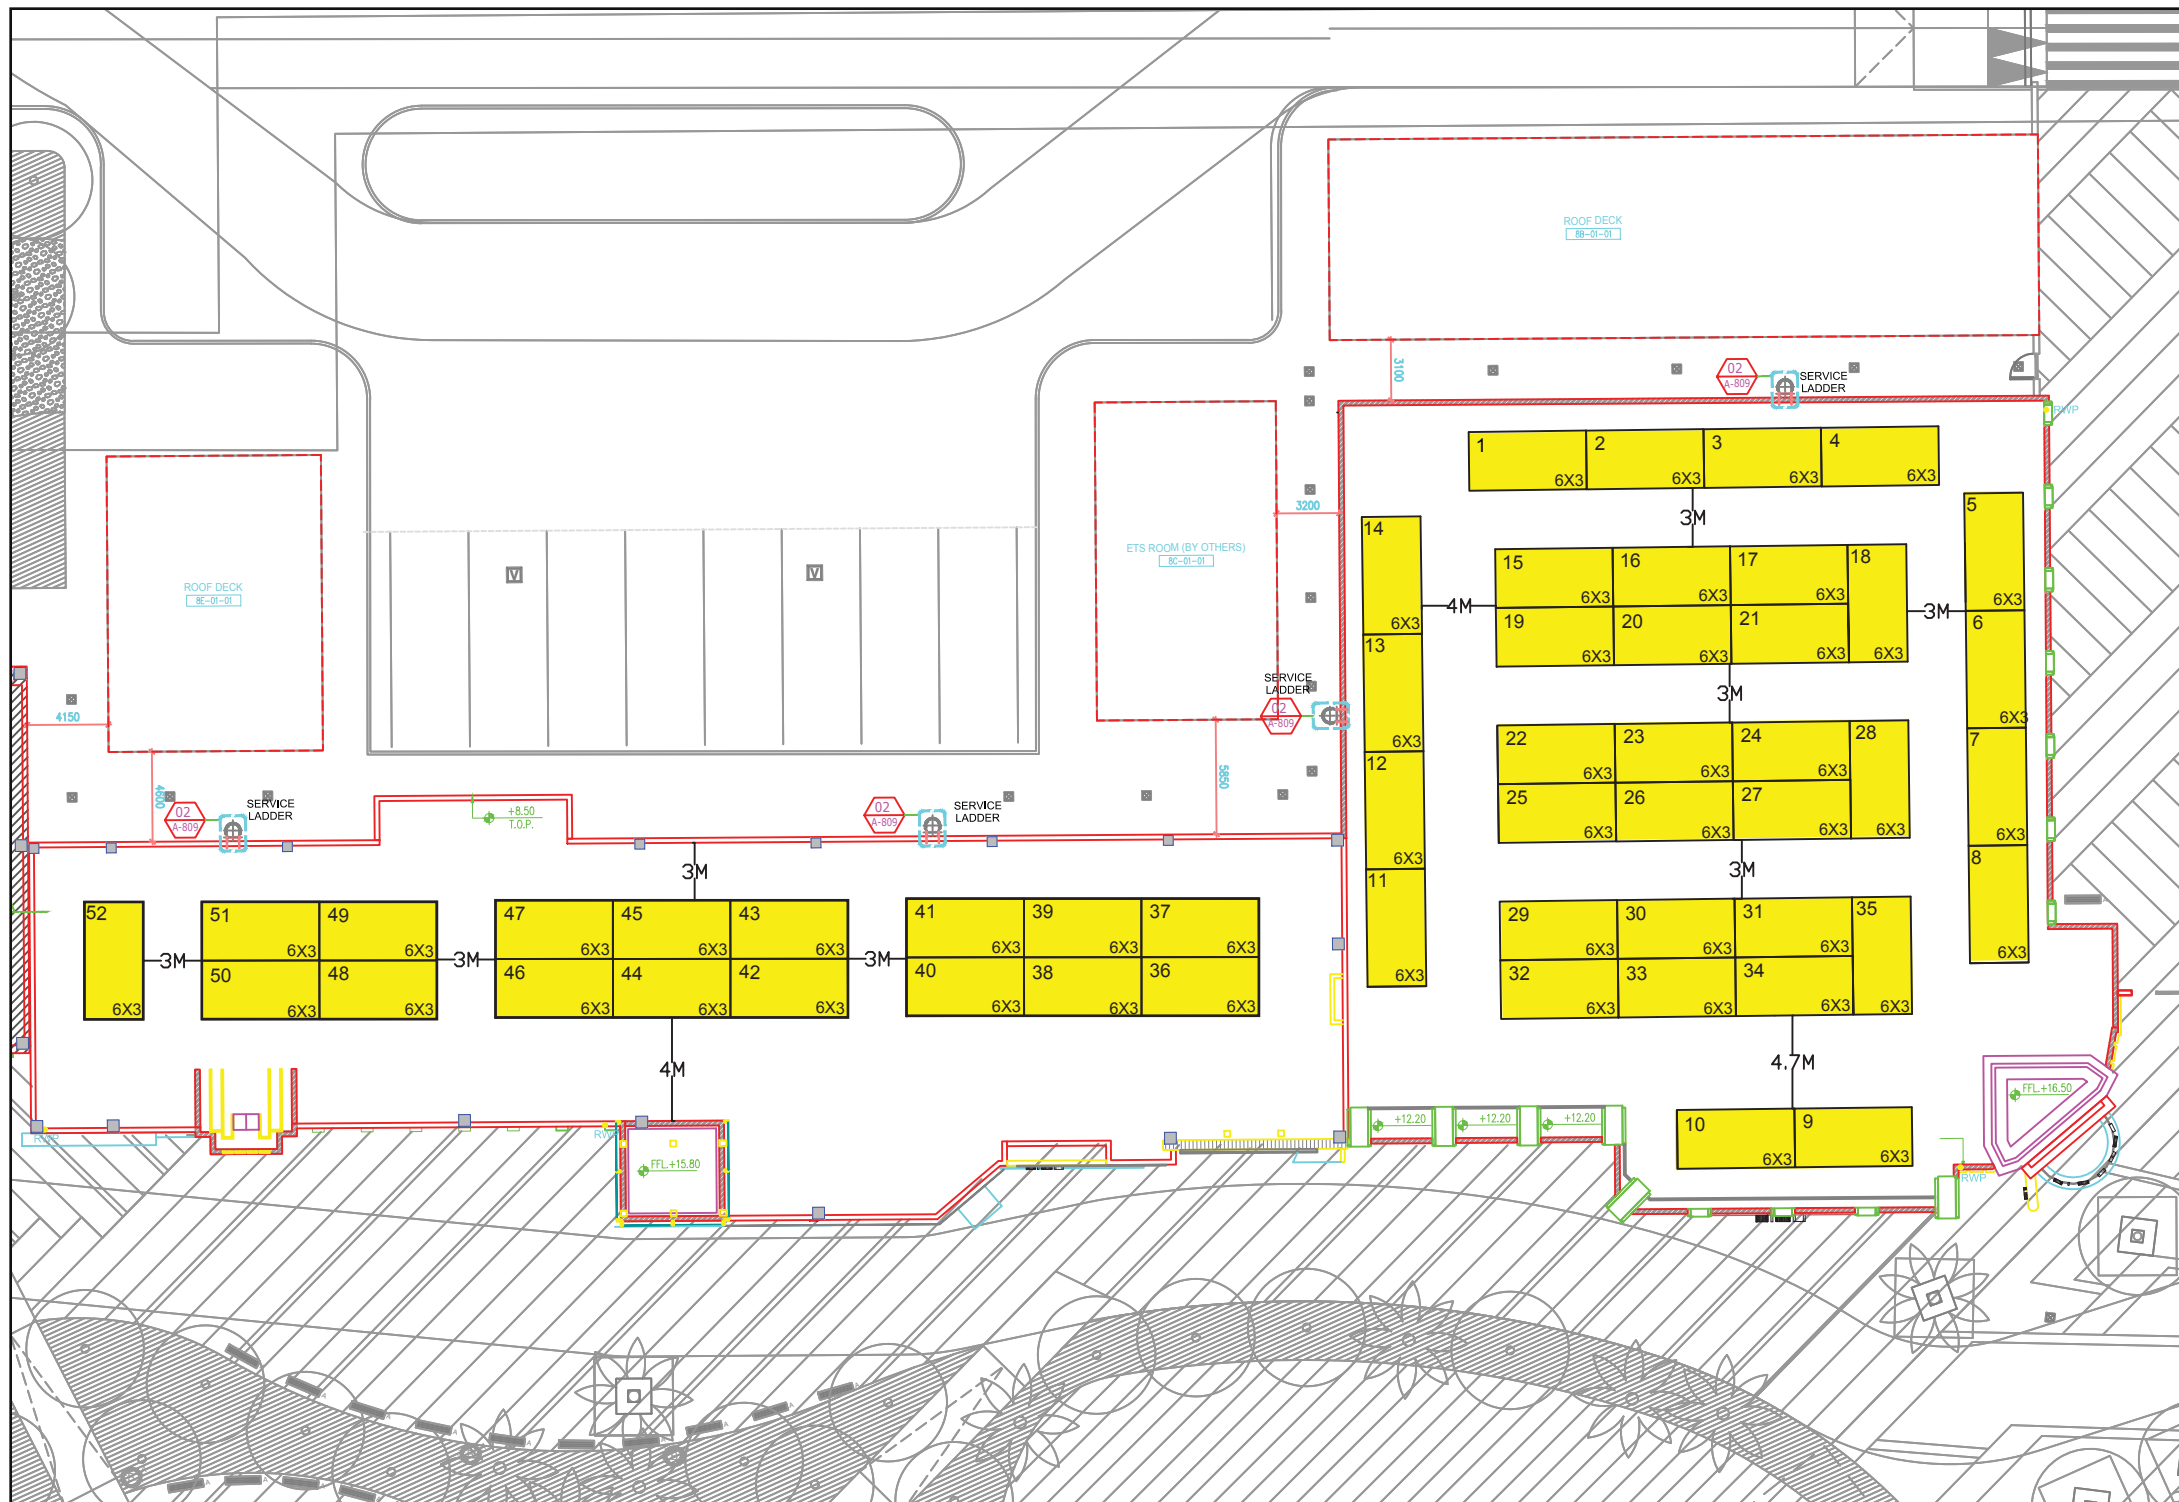 ROOF DECK
8B-01-01
3100
02
A-809
SERVICE
LADDER
RWP
1
6X3
2
6X3
3
6X3
4
6X3
3M
5
6X3
6
6X3
7
6X3
8
6X3
3200
ETS ROOM (BY OTHERS)
8C-01-01
ROOF DECK
8E-01-01
14
6X3
13
6X3
12
6X3
11
6X3
4M
15
6X3
16
6X3
17
6X3
18
6X3
19
6X3
20
6X3
21
6X3
3M
3M
22
6X3
23
6X3
24
6X3
28
6X3
25
6X3
26
6X3
27
6X3
3M
29
6X3
30
6X3
31
6X3
35
6X3
32
6X3
33
6X3
34
6X3
4.7M
10
6X3
9
6X3
SERVICE
LADDER
02
A-809
5850
4150
4600
02
A-809
SERVICE
LADDER
+8.50
T.O.P.
02
A-809
SERVICE
LADDER
3M
52
6X3
3M
51
6X3
49
6X3
50
6X3
48
6X3
3M
47
6X3
45
6X3
43
6X3
46
6X3
44
6X3
42
6X3
3M
41
6X3
39
6X3
37
6X3
40
6X3
38
6X3
36
6X3
4M
RWP
RWP
FFL.+15.80
+12.20
+12.20
+12.20
FFL.+16.50
RWP